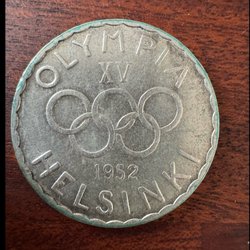 OLYMPIA
XV
1952
HELSINKI